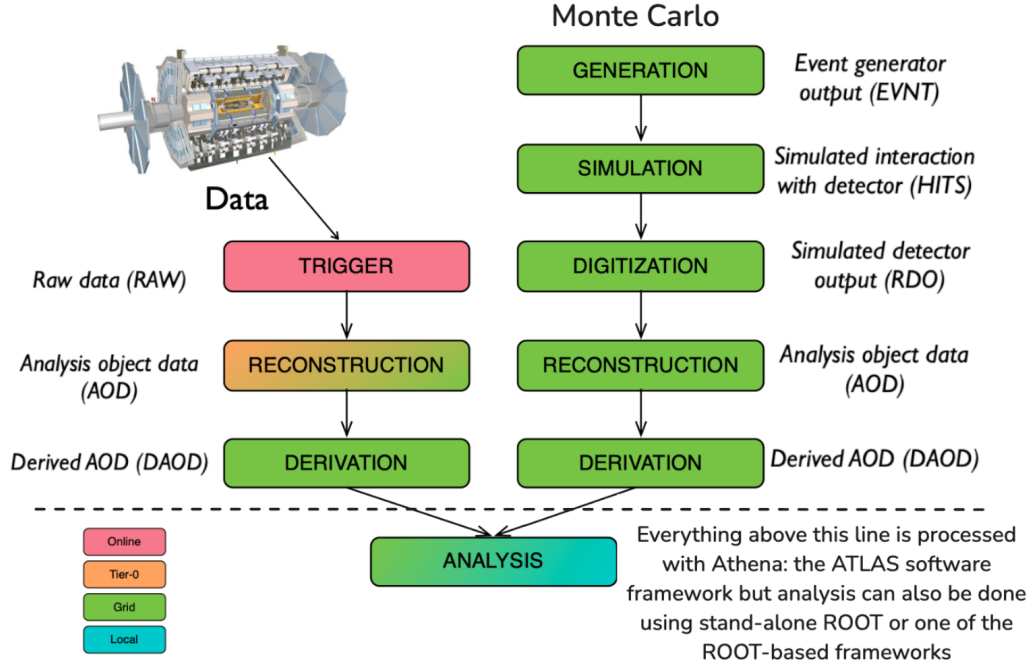 Monte Carlo
GENERATION
Event generator
output (EVNT)
SIMULATION
Simulated interaction
with detector (HITS)
Data
TRIGGER
Raw data (RAW)
DIGITIZATION
Simulated detector
output (RDO)
RECONSTRUCTION
Analysis object data
(AOD)
RECONSTRUCTION
Analysis object data
(AOD)
Derived AOD (DAOD)
DERIVATION
DERIVATION
Derived AOD (DAOD)
Online
Tier-0
Grid
Local
ANALYSIS
Everything above this line is processed
with Athena: the ATLAS software
framework but analysis can also be done
using stand-alone ROOT or one of the
ROOT-based frameworks